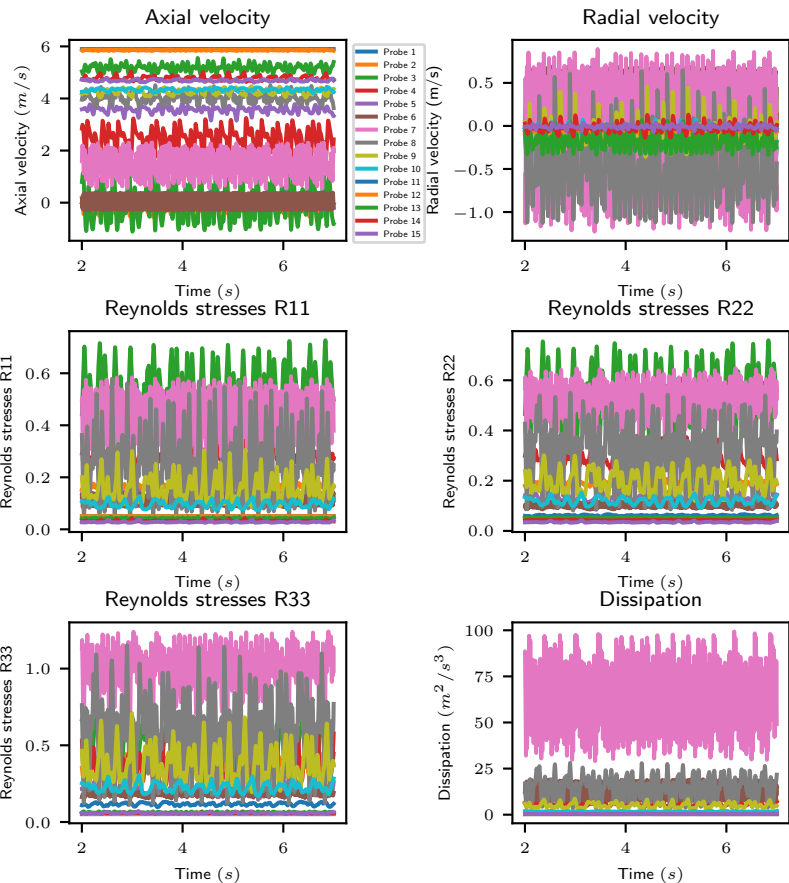 Axial velocity
Radial velocity
Axial velocity (m/s)
6
4
2
0
2
4
6
Time (s)
Probe 1
Probe 2
Probe 3
Probe 4
Probe 5
Probe 6
Probe 7
Probe 8
Probe 9
Probe 10
Probe 11
Probe 12
Probe 13
Probe 14
Probe 15
Radial velocity (m/s)
0.5
0.0
−0.5
−1.0
2
4
6
Time (s)
Reynolds stresses R11
Reynolds stresses R22
Reynolds stresses R11
0.6
0.4
0.2
0.0
2
4
6
Time (s)
Reynolds stresses R22
0.6
0.4
0.2
0.0
2
4
6
Time (s)
Reynolds stresses R33
Dissipation
Reynolds stresses R33
1.0
0.5
0.0
2
4
6
Time (s)
Dissipation (m²/s³)
100
75
50
25
0
2
4
6
Time (s)